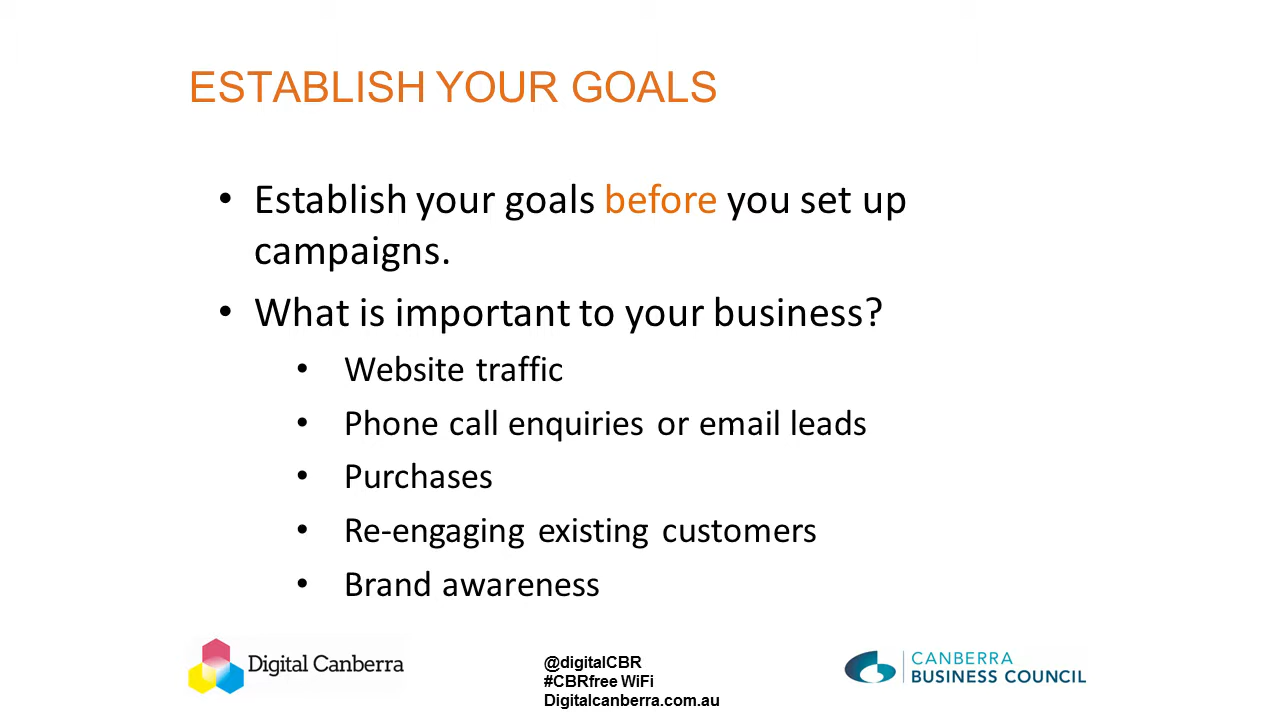 ESTABLISH YOUR GOALS
• Establish your goals before you set up
campaigns.
• What is important to your business?
• Website traffic
• Phone call enquiries or email leads
• Purchases
• Re-engaging existing customers
• Brand awareness
Digital Canberra
@digitalCBR
#CBRfree WiFi
Digitalcanberra.com.au
CANBERRA
BUSINESS COUNCIL